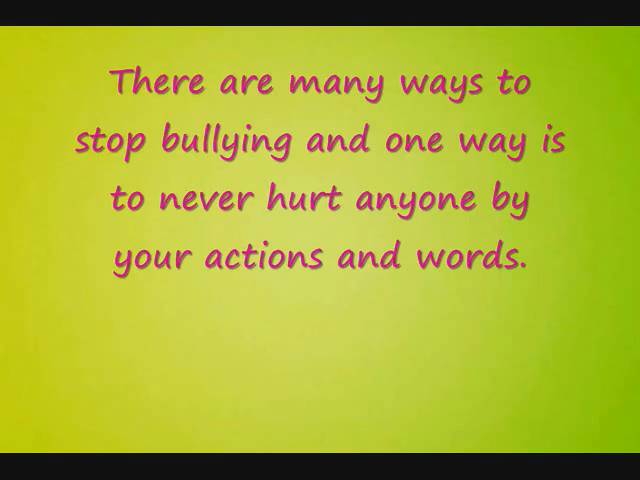 There are many ways to
stop bullying and one way is
to never hurt anyone by
your actions and words.